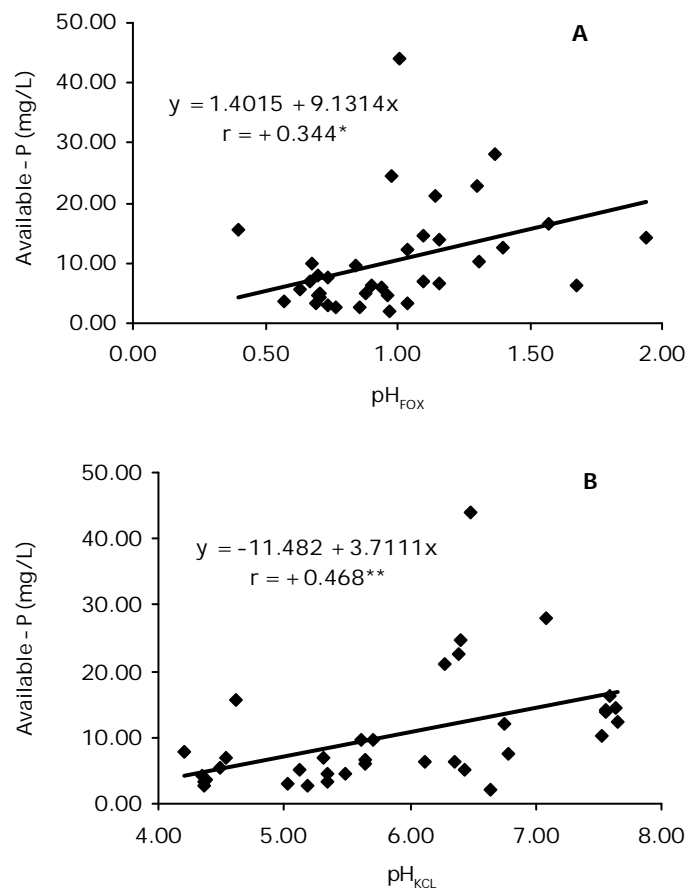 A
50.00
40.00
30.00
20.00
10.00
0.00
Available - P (mg/L)
y = 1.4015 + 9.1314x
r = + 0.344*
0.00 0.50 1.00 1.50 2.00
pHFOX
B
50.00
40.00
30.00
20.00
10.00
0.00
Available - P (mg/L)
y = -11.482 + 3.7111x
r = + 0.468**
4.00 5.00 6.00 7.00 8.00
pHKCL